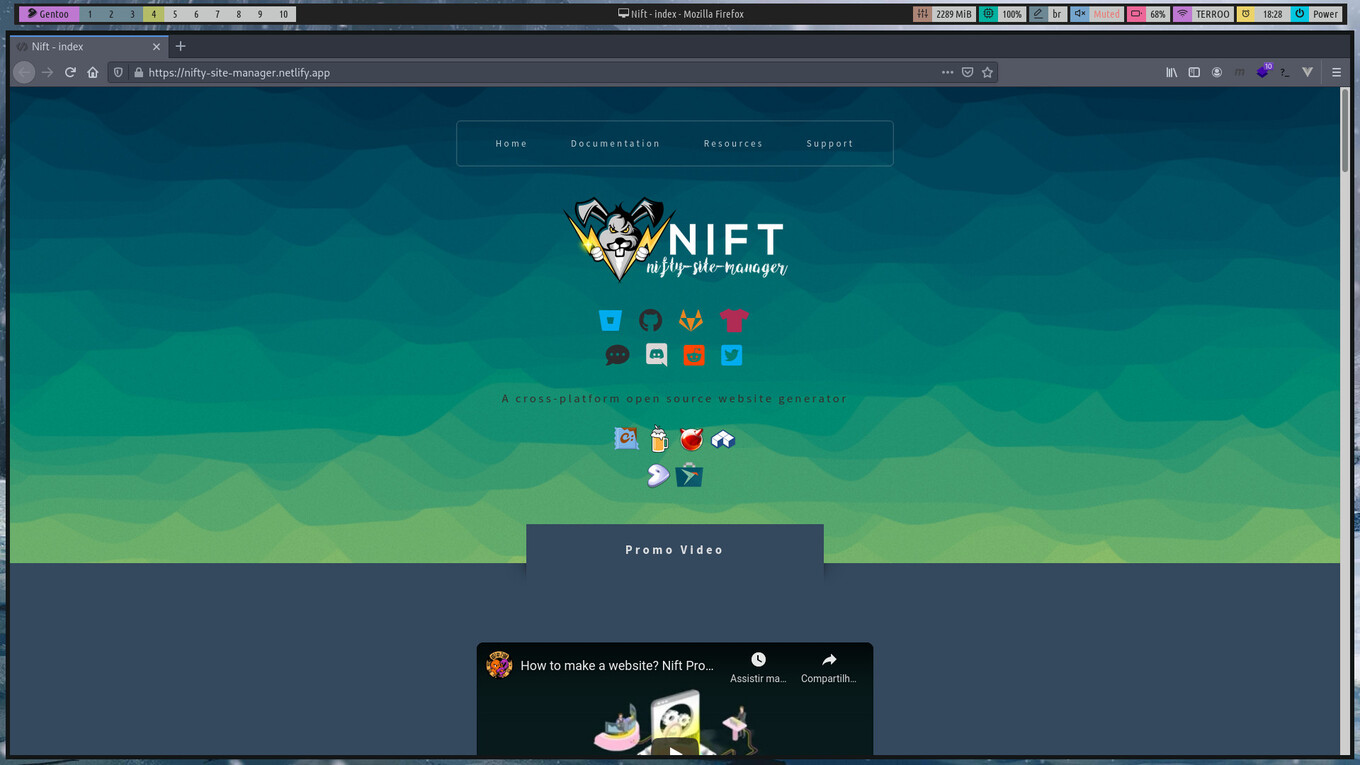 Gentoo 1 2 3 4 5 6 7 8 9 10 Nift - index - Mozilla Firefox 2289 MiB 100% br Muted 68% TERROO 18:28 Power
Nift - index
https://nifty-site-manager.netlify.app
10
Home Documentation Resources Support
NIFT
nifty-site-manager
A cross-platform open source website generator
Promo Video
How to make a website? Nift Pro…
Assistir ma… Compartilh…